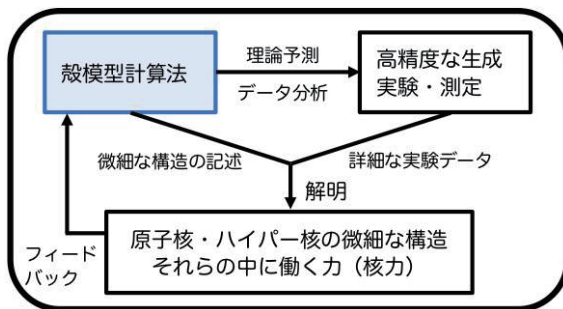 殻模型計算法
理論予測
データ分析
高精度な生成
実験・測定
微細な構造の記述
詳細な実験データ
解明
原子核・ハイパー核の微細な構造
それらの中に働く力（核力）
フィード
バック